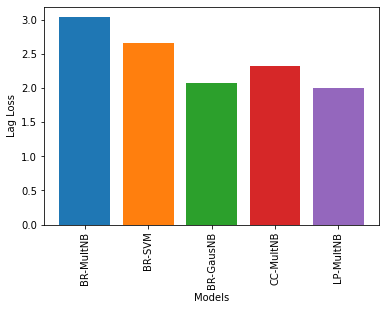 3.0
2.5
2.0
1.5
1.0
0.5
0.0
Lag Loss
BR-MultNB
BR-SVM
BR-GausNB
CC-MultNB
LP-MultNB
Models